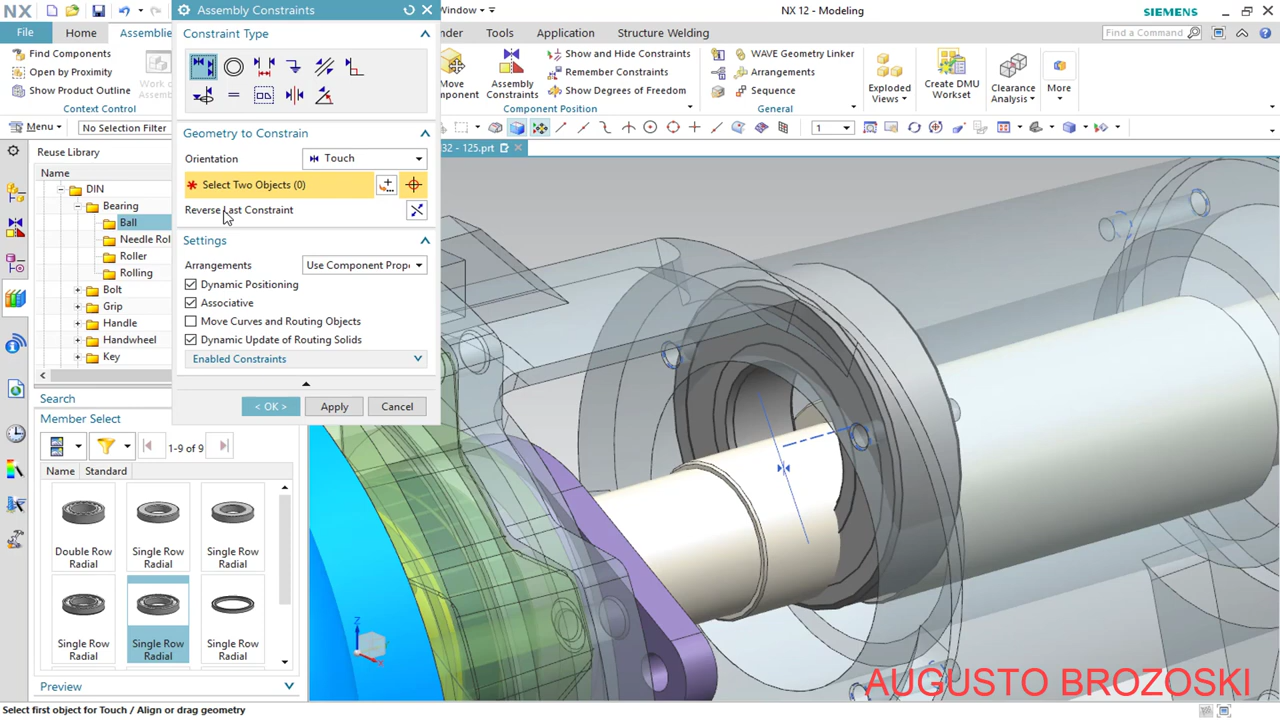 NX
Window
Assembly Constraints
NX 12 - Modeling
SIEMENS
File
Home
Assemblie
der
Tools
Application
Structure Welding
Find a Command
Find Components
Open by Proximity
Show Product Outline
Context Control
Work on
Assembly
Constraint Type
Move
mponent
Assembly
Constraints
Show and Hide Constraints
Remember Constraints
Show Degrees of Freedom
Component Position
WAVE Geometry Linker
Arrangements
Sequence
General
Exploded
Views
Create DMU
Workset
Clearance
Analysis
More
Menu
No Selection Filter
1
32 - 125.prt
Reuse Library
Name
DIN
Bearing
Ball
Needle Rol
Roller
Rolling
Bolt
Grip
Handle
Handwheel
Key
Geometry to Constrain
Orientation
Touch
* Select Two Objects (0)
Reverse Last Constraint
Settings
Arrangements
Use Component Prop
Dynamic Positioning
Associative
Move Curves and Routing Objects
Dynamic Update of Routing Solids
Enabled Constraints
< OK >
Apply
Cancel
Search
Member Select
1-9 of 9
Name
Standard
Double Row
Radial
Single Row
Radial
Single Row
Radial
Single Row
Radial
Single Row
Radial
Single Row
Radial
Preview
Z
X
AUGUSTO BROZOSKI
Select first object for Touch / Align or drag geometry